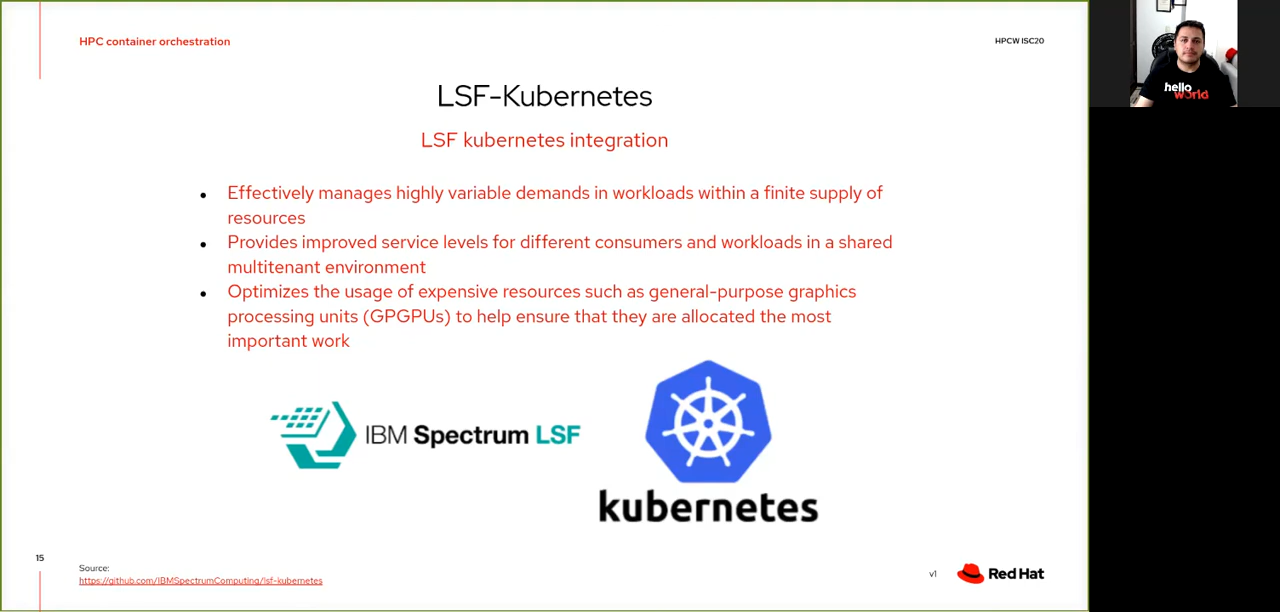 HPC container orchestration
HPCW ISC20
LSF-Kubernetes
LSF kubernetes integration
● Effectively manages highly variable demands in workloads within a finite supply of
resources
● Provides improved service levels for different consumers and workloads in a shared
multitenant environment
● Optimizes the usage of expensive resources such as general-purpose graphics
processing units (GPGPUs) to help ensure that they are allocated the most
important work
IBM Spectrum LSF
kubernetes
15
Source:
https://github.com/IBMSpectrumComputing/lsf-kubernetes
v1
Red Hat
hello
world